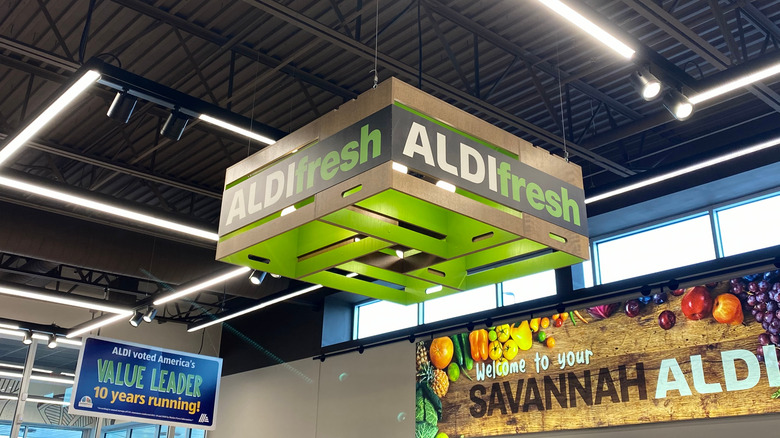 ALDIfresh
ALDIfresh
ALDI voted America's
VALUE LEADER
10 years running!
Welcome to your
SAVANNAH ALDI